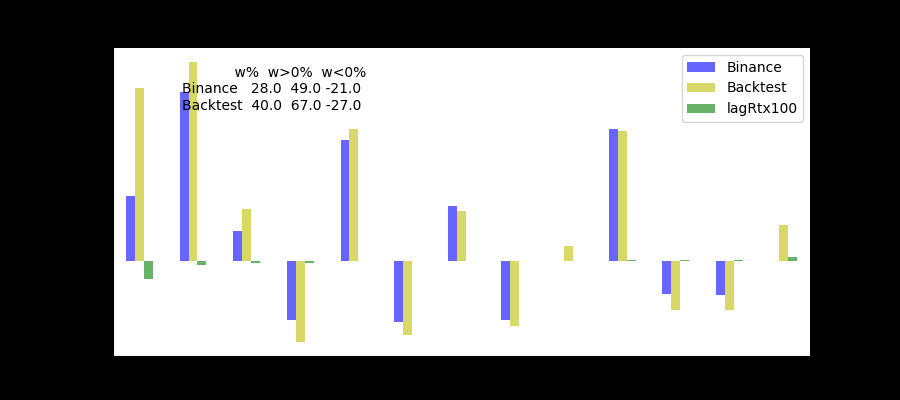 w%  w>0%  w<0%
Binance   28.0  49.0 -21.0
Backtest  40.0  67.0 -27.0
Binance
Backtest
lagRtx100